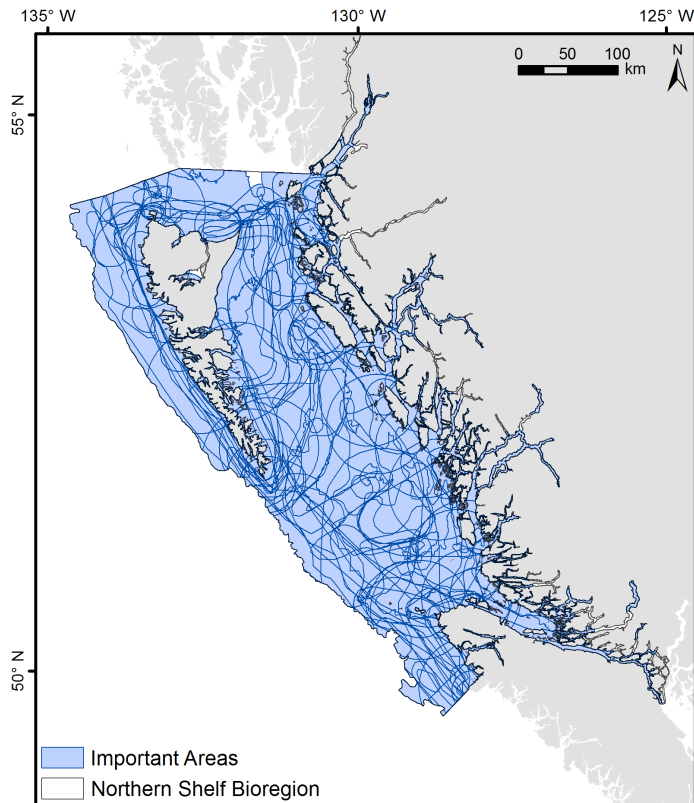 135° W 130° W 125° W
0 50 100
km
N
55° N
50° N
Important Areas
Northern Shelf Bioregion